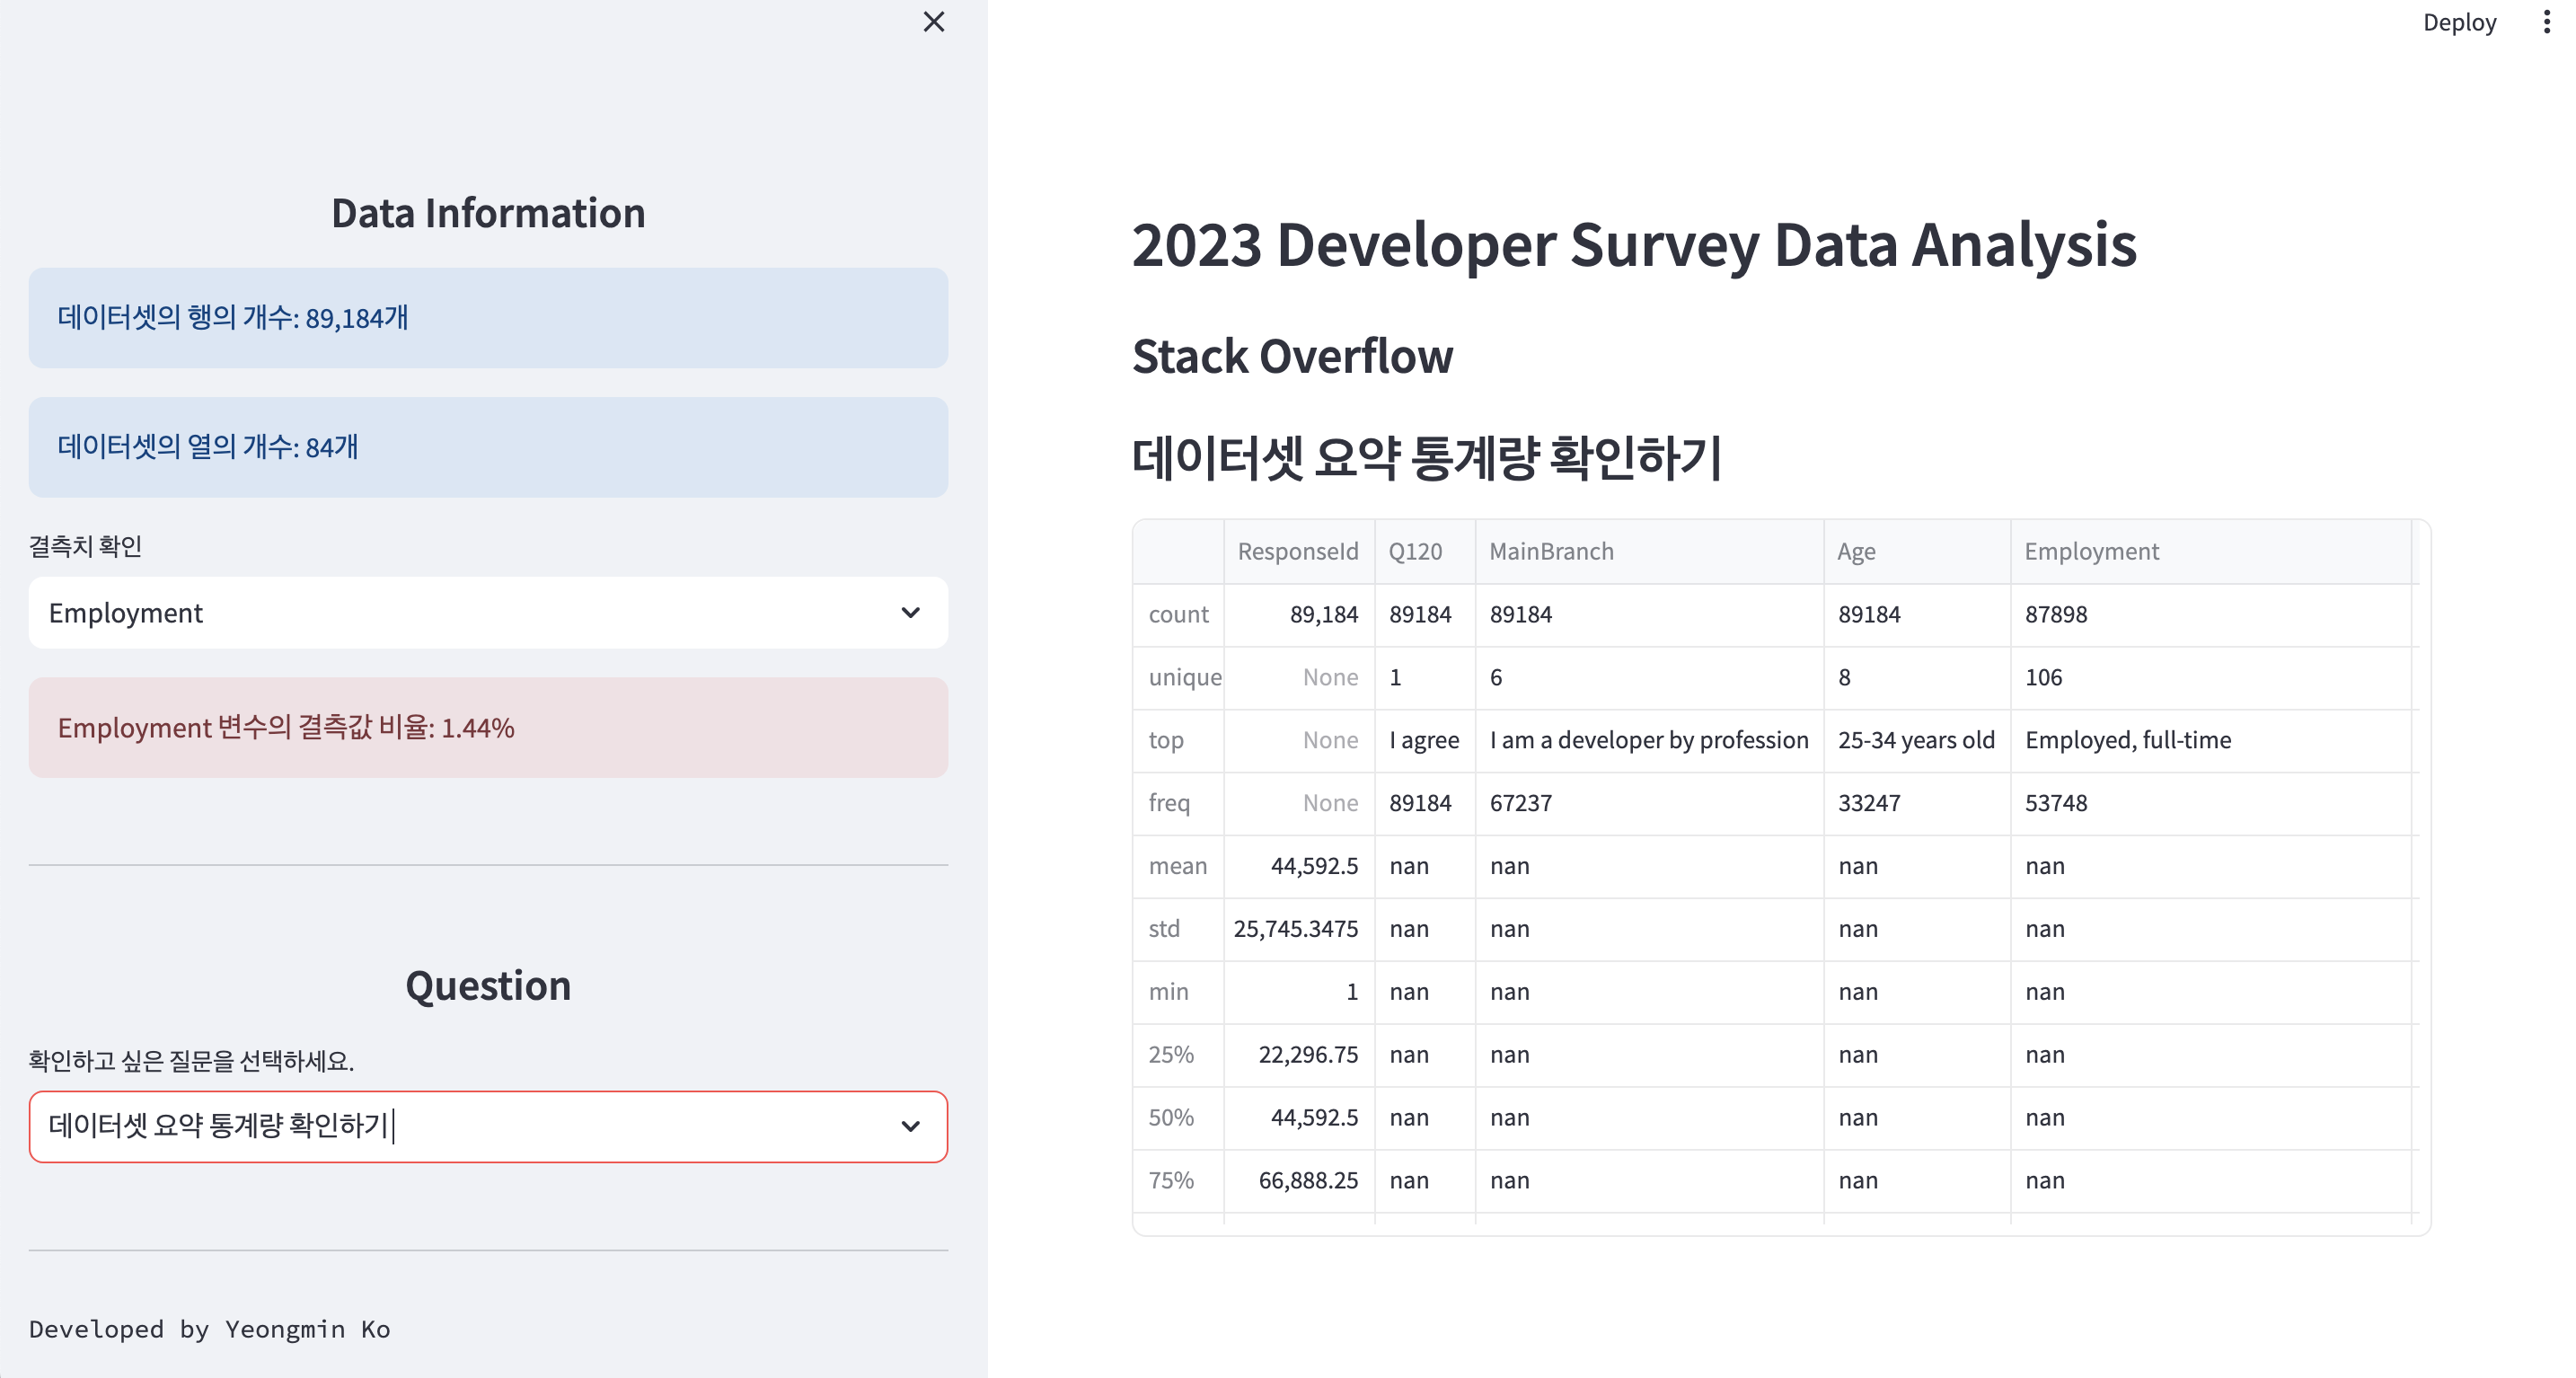 Deploy
Data Information
데이터셋의 행의 개수: 89,184개
데이터셋의 열의 개수: 84개
결측치 확인
Employment
Employment 변수의 결측값 비율: 1.44%
Question
확인하고 싶은 질문을 선택하세요.
데이터셋 요약 통계량 확인하기
Developed by Yeongmin Ko
2023 Developer Survey Data Analysis
Stack Overflow
데이터셋 요약 통계량 확인하기
ResponseId Q120 MainBranch Age Employment
count 89,184 89184 89184 89184 87898
unique None 1 6 8 106
top None I agree I am a developer by profession 25-34 years old Employed, full-time
freq None 89184 67237 33247 53748
mean 44,592.5 nan nan nan nan
std 25,745.3475 nan nan nan nan
min 1 nan nan nan nan
25% 22,296.75 nan nan nan nan
50% 44,592.5 nan nan nan nan
75% 66,888.25 nan nan nan nan